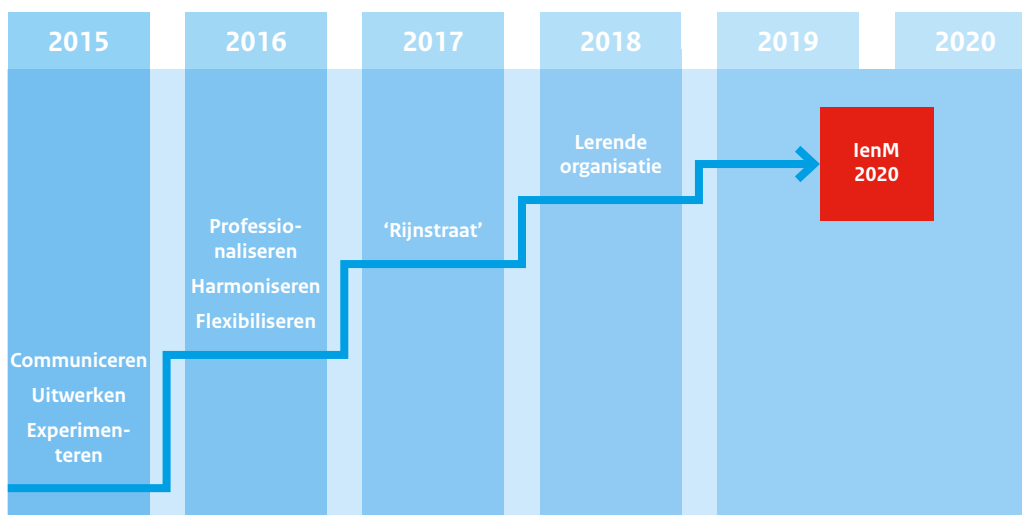 2015
2016
2017
2018
2019
2020
Communiceren
Uitwerken
Experimen-
teren
Professio-
naliseren
Harmoniseren
Flexibiliseren
‘Rijnstraat’
Lerende
organisatie
IenM
2020